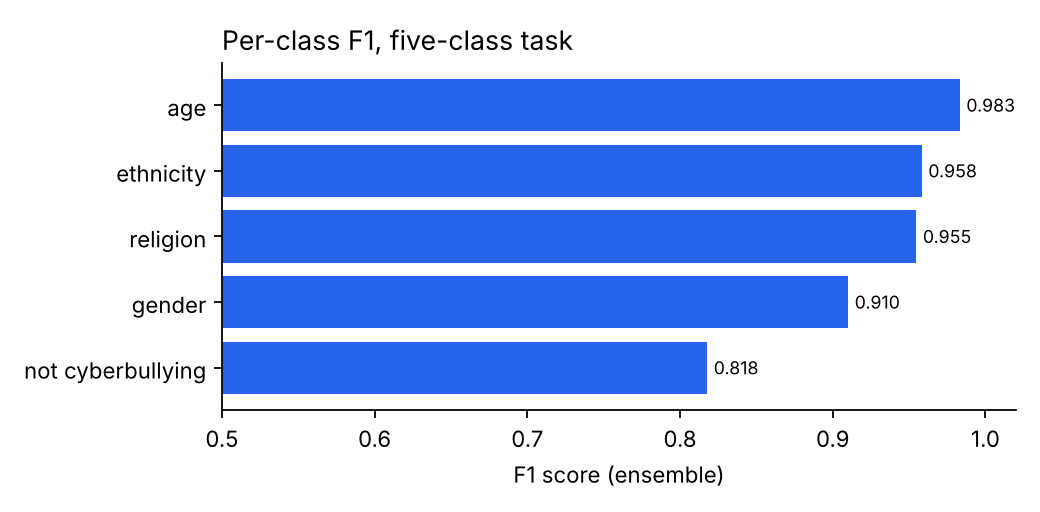 Per-class F1, five-class task
age
0.983
ethnicity
0.958
religion
0.955
gender
0.910
not cyberbullying
0.818
0.5 0.6 0.7 0.8 0.9 1.0
F1 score (ensemble)